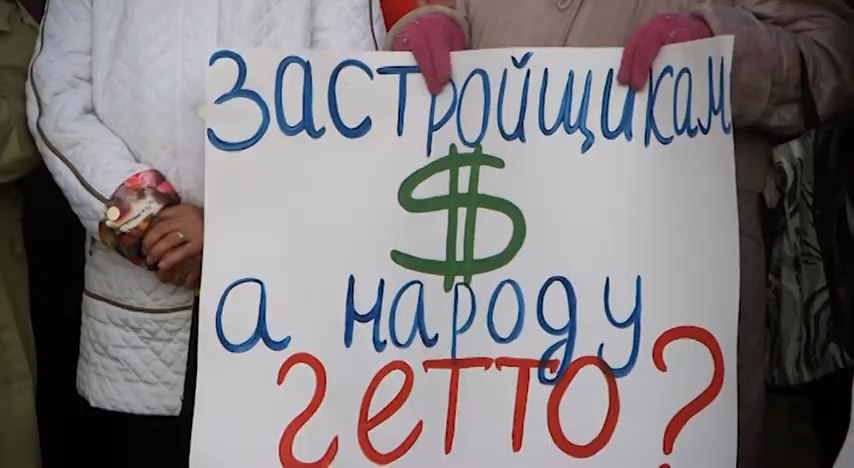 Застройщикам
$
а народу
гетто?